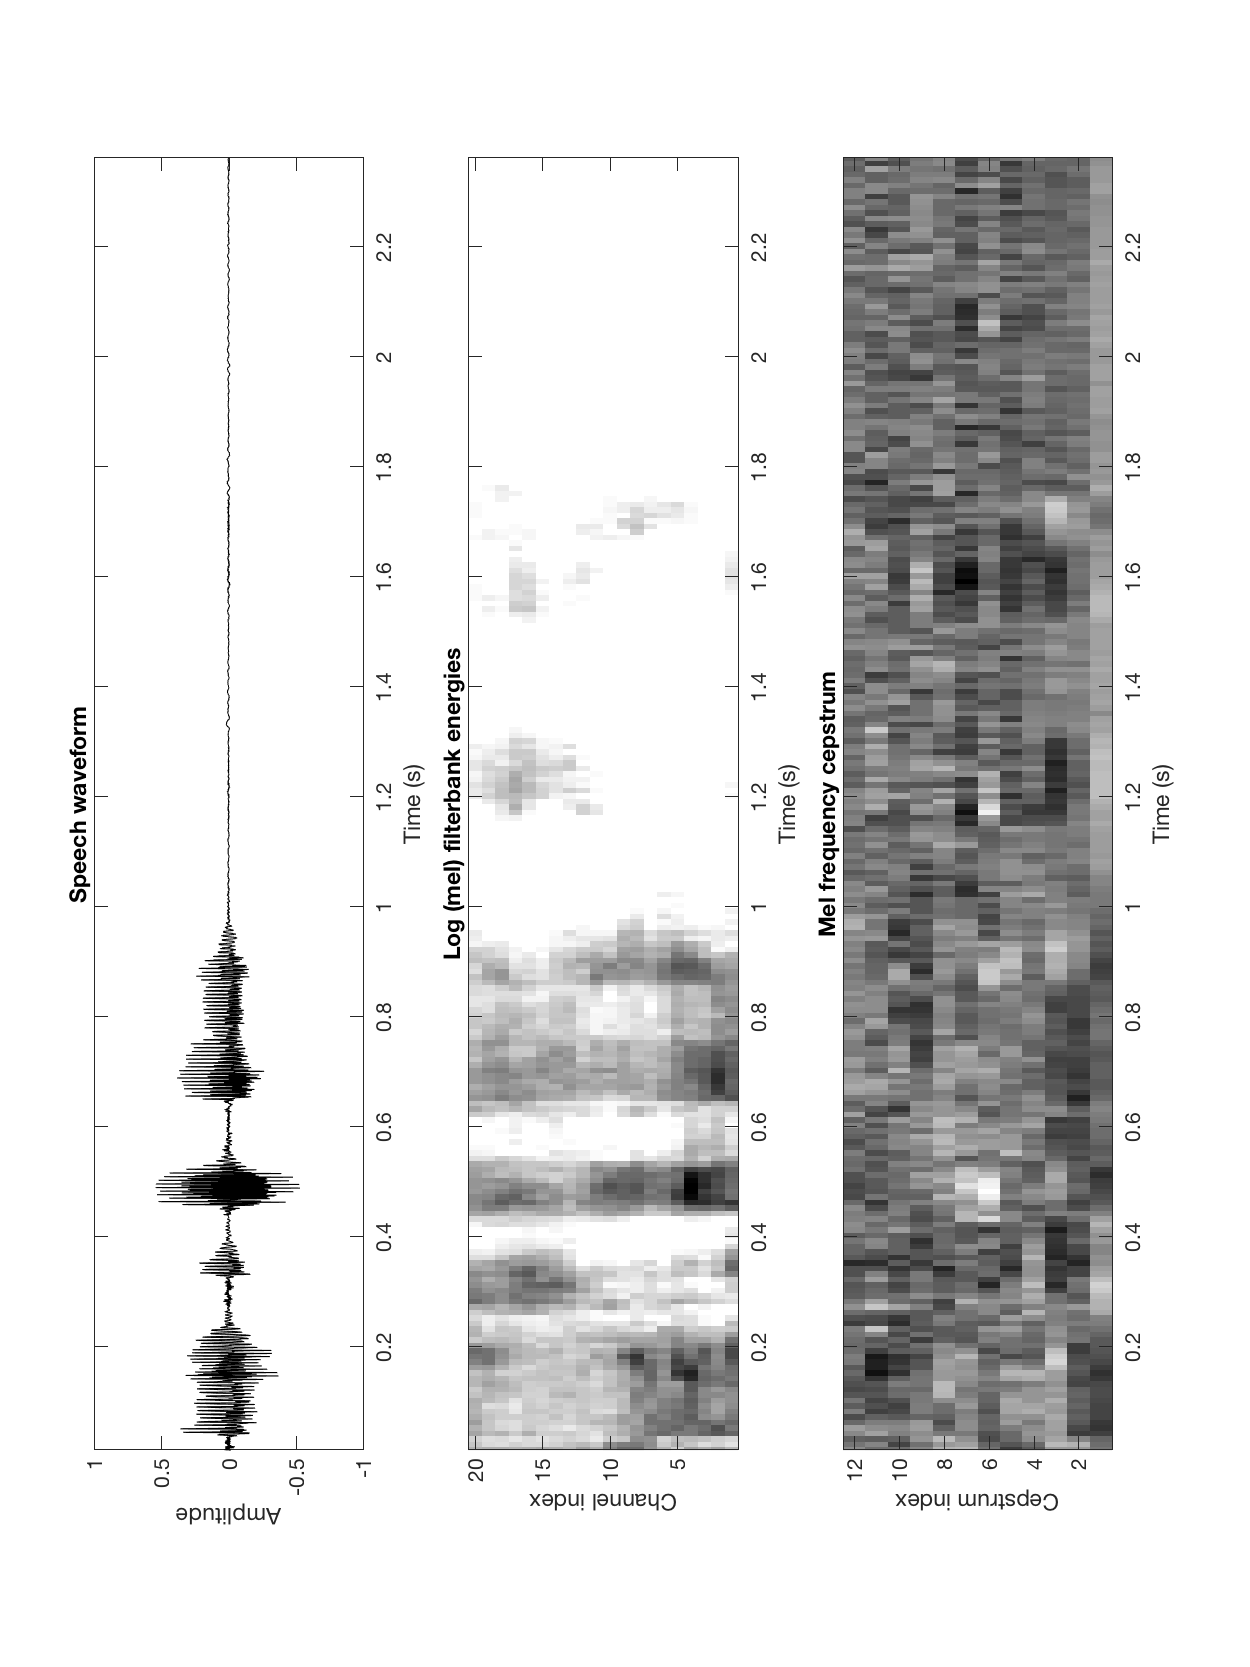 Speech waveform
1
0.5
0
-0.5
-1
Amplitude
0.2 0.4 0.6 0.8 1 1.2 1.4 1.6 1.8 2 2.2
Time (s)
Log (mel) filterbank energies
20
15
10
5
Channel index
0.2 0.4 0.6 0.8 1 1.2 1.4 1.6 1.8 2 2.2
Time (s)
Mel frequency cepstrum
12
10
8
6
4
2
Cepstrum index
0.2 0.4 0.6 0.8 1 1.2 1.4 1.6 1.8 2 2.2
Time (s)